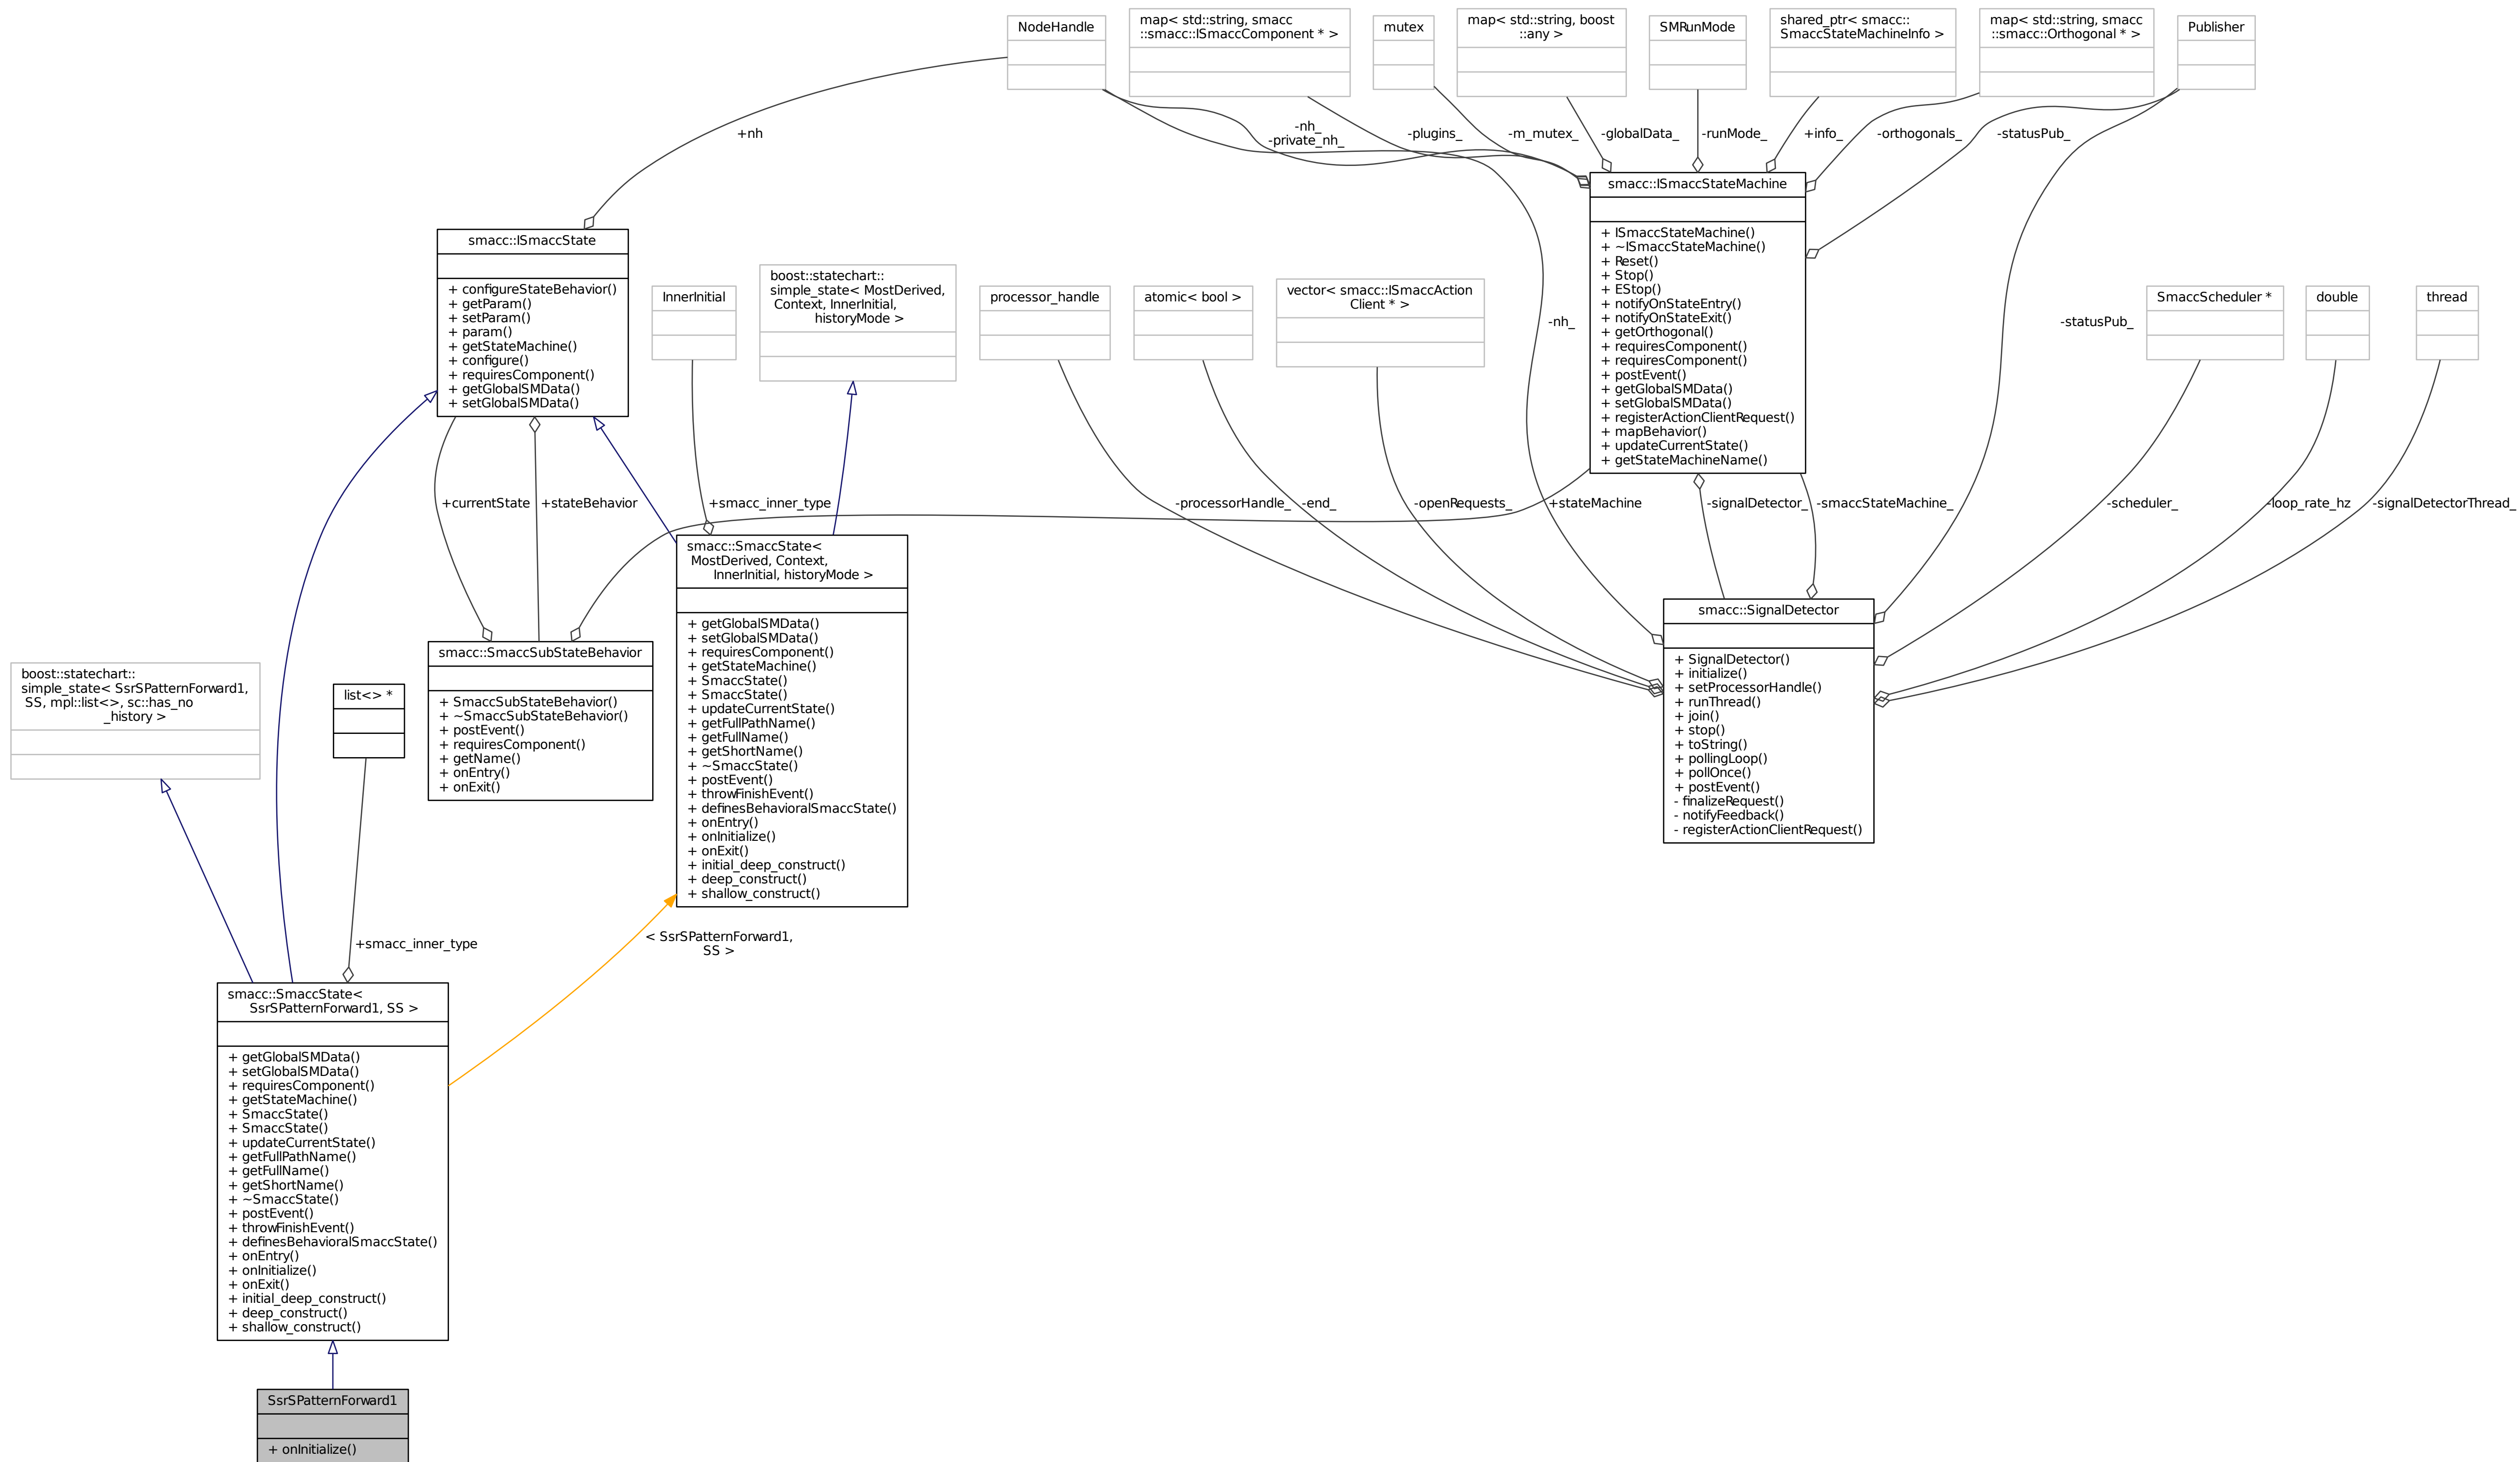 NodeHandle
map< std::string, smacc
::smacc::ISmaccComponent * >
mutex
map< std::string, boost
::any >
SMRunMode
shared_ptr< smacc::
SmaccStateMachineInfo >
map< std::string, smacc
::smacc::Orthogonal * >
Publisher
+nh
-nh_
-private_nh_
-plugins_
-m_mutex_
-globalData_
-runMode_
+info_
-orthogonals_
-statusPub_
smacc::ISmaccStateMachine
+ ISmaccStateMachine()
+ ~ISmaccStateMachine()
+ Reset()
+ Stop()
+ EStop()
+ notifyOnStateEntry()
+ notifyOnStateExit()
+ getOrthogonal()
+ requiresComponent()
+ requiresComponent()
+ postEvent()
+ getGlobalSMData()
+ setGlobalSMData()
+ registerActionClientRequest()
+ mapBehavior()
+ updateCurrentState()
+ getStateMachineName()
smacc::ISmaccState
+ configureStateBehavior()
+ getParam()
+ setParam()
+ param()
+ getStateMachine()
+ configure()
+ requiresComponent()
+ getGlobalSMData()
+ setGlobalSMData()
InnerInitial
boost::statechart::
simple_state< MostDerived,
Context, InnerInitial,
historyMode >
processor_handle
atomic< bool >
vector< smacc::ISmaccAction
Client * >
-nh_
-statusPub_
SmaccScheduler *
double
thread
+currentState
+stateBehavior
+smacc_inner_type
-processorHandle_
-end_
-openRequests_
+stateMachine
-signalDetector_
-smaccStateMachine_
-scheduler_
-loop_rate_hz
-signalDetectorThread_
smacc::SmaccState<
MostDerived, Context,
InnerInitial, historyMode >
+ getGlobalSMData()
+ setGlobalSMData()
+ requiresComponent()
+ getStateMachine()
+ SmaccState()
+ SmaccState()
+ updateCurrentState()
+ getFullPathName()
+ getFullName()
+ getShortName()
+ ~SmaccState()
+ postEvent()
+ throwFinishEvent()
+ definesBehavioralSmaccState()
+ onEntry()
+ onInitialize()
+ onExit()
+ initial_deep_construct()
+ deep_construct()
+ shallow_construct()
smacc::SignalDetector
+ SignalDetector()
+ initialize()
+ setProcessorHandle()
+ runThread()
+ join()
+ stop()
+ toString()
+ pollingLoop()
+ pollOnce()
+ postEvent()
- finalizeRequest()
- notifyFeedback()
- registerActionClientRequest()
smacc::SmaccSubStateBehavior
+ SmaccSubStateBehavior()
+ ~SmaccSubStateBehavior()
+ postEvent()
+ requiresComponent()
+ getName()
+ onEntry()
+ onExit()
boost::statechart::
simple_state< SsrSPatternForward1,
SS, mpl::list<>, sc::has_no
_history >
list<> *
+smacc_inner_type
< SsrSPatternForward1,
SS >
smacc::SmaccState<
SsrSPatternForward1, SS >
+ getGlobalSMData()
+ setGlobalSMData()
+ requiresComponent()
+ getStateMachine()
+ SmaccState()
+ SmaccState()
+ updateCurrentState()
+ getFullPathName()
+ getFullName()
+ getShortName()
+ ~SmaccState()
+ postEvent()
+ throwFinishEvent()
+ definesBehavioralSmaccState()
+ onEntry()
+ onInitialize()
+ onExit()
+ initial_deep_construct()
+ deep_construct()
+ shallow_construct()
SsrSPatternForward1
+ onInitialize()